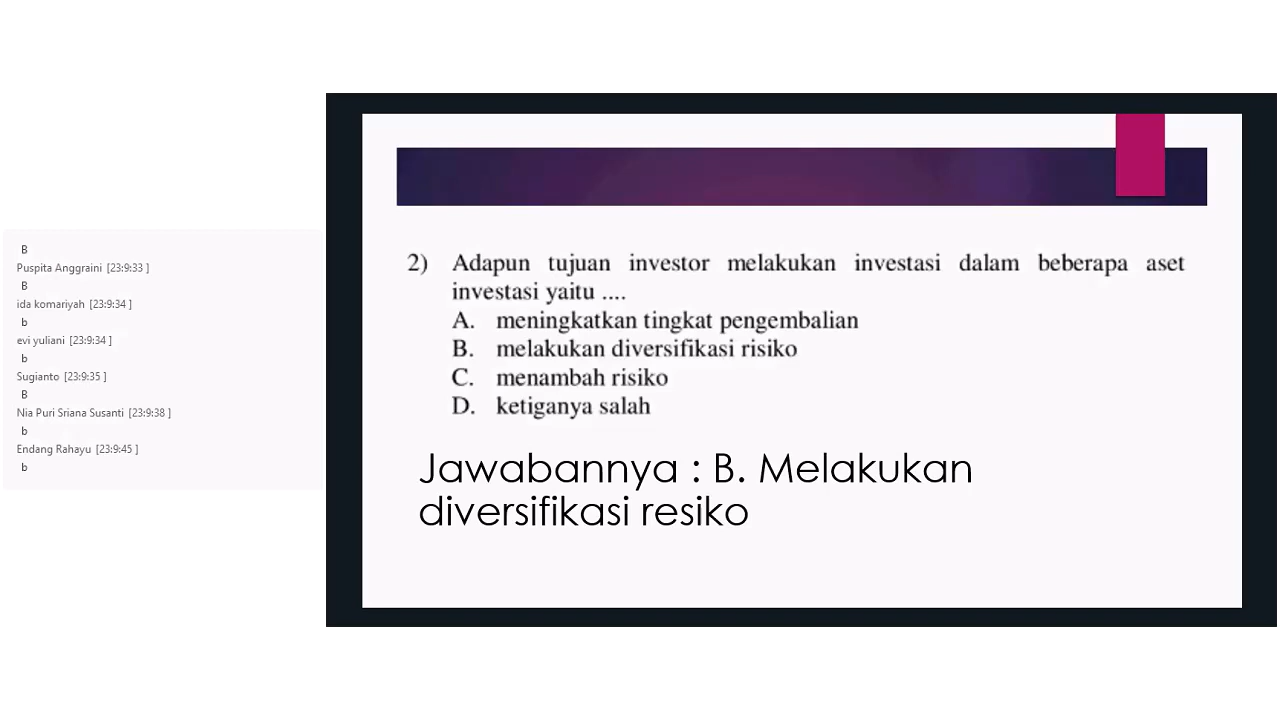 B
Puspita Anggraini [23:9:33 ]
B
ida komariyah [23:9:34 ]
b
evi yuliani [23:9:34 ]
b
Sugianto [23:9:35 ]
B
Nia Puri Sriana Susanti [23:9:38 ]
b
Endang Rahayu [23:9:45 ]
b
2) Adapun tujuan investor melakukan investasi dalam beberapa aset
investasi yaitu ....
A. meningkatkan tingkat pengembalian
B. melakukan diversifikasi risiko
C. menambah risiko
D. ketiganya salah
Jawabannya : B. Melakukan
diversifikasi resiko